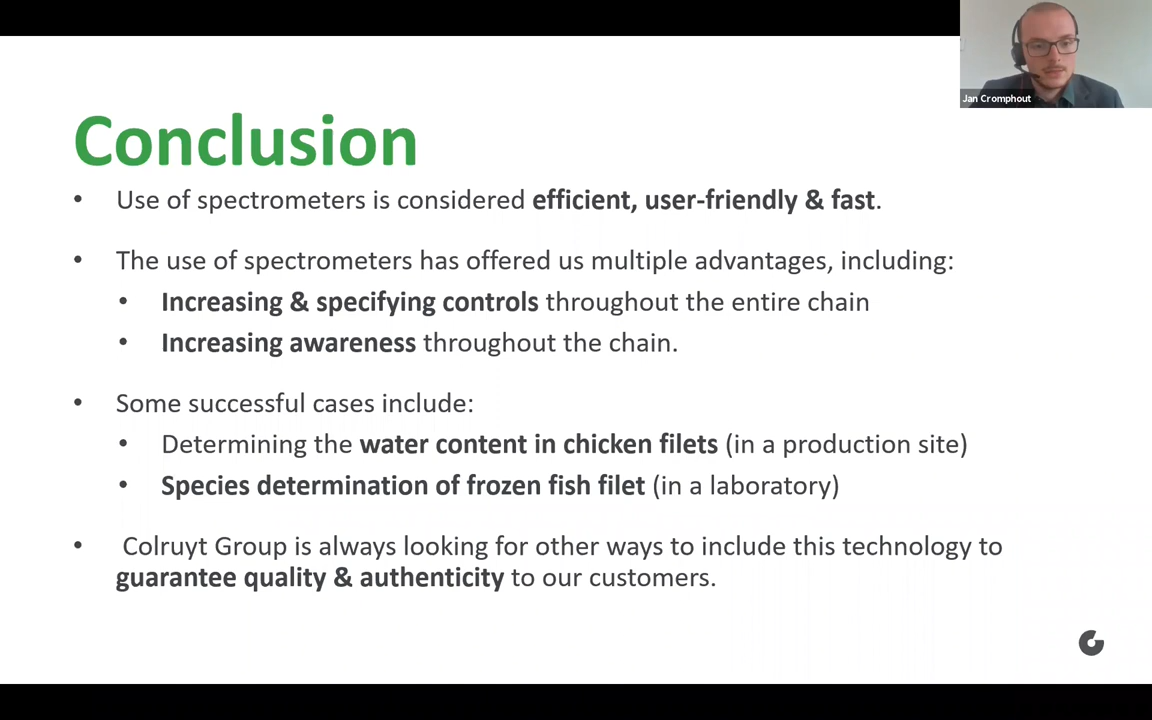 Jan Cromphout
Conclusion
• Use of spectrometers is considered efficient, user-friendly & fast.
• The use of spectrometers has offered us multiple advantages, including:
• Increasing & specifying controls throughout the entire chain
• Increasing awareness throughout the chain.
• Some successful cases include:
• Determining the water content in chicken filets (in a production site)
• Species determination of frozen fish filet (in a laboratory)
• Colruyt Group is always looking for other ways to include this technology to
guarantee quality & authenticity to our customers.